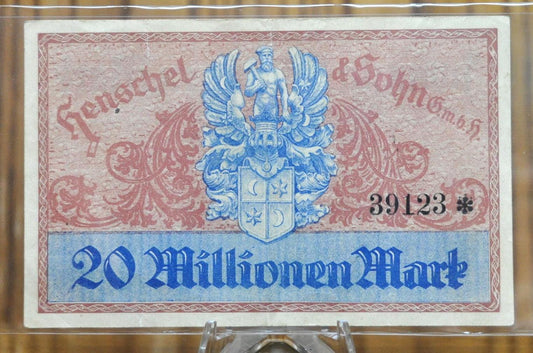 Henschel & Sohn G.m.b.H.
39123 *
20 Millionen Mark